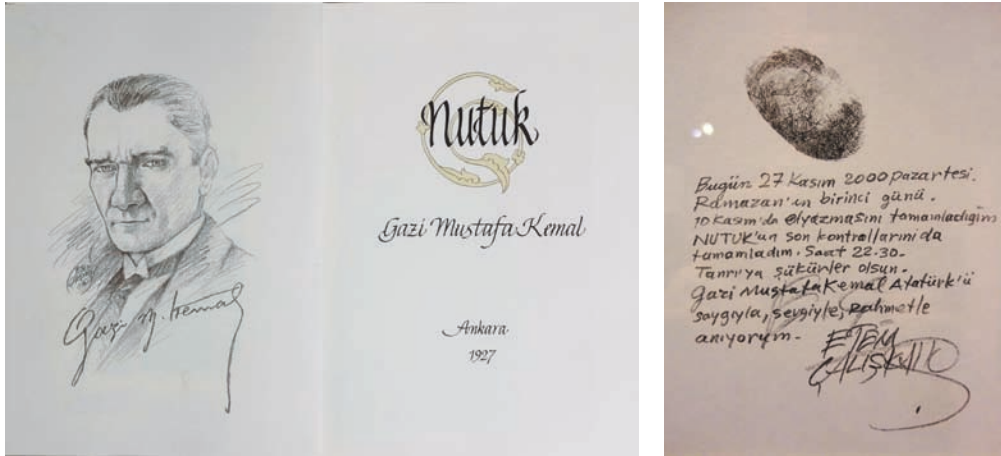 Nutuk
Gazi Mustafa Kemal
Ankara
1927
Gazi M. Kemal
Bugün 27 Kasım 2000 pazartesi.
Ramazan'ın birinci günü.
10 Kasım'da elyazmasını tamamladığım
NUTUK'un son kontrollarını da
tamamladım. Saat 22.30.
Tanrı'ya şükürler olsun.
Gazi Mustafa Kemal Atatürk'ü
saygıyla, sevgiyle, rahmetle
anıyorum.
ETEM
ÇALIŞKAN